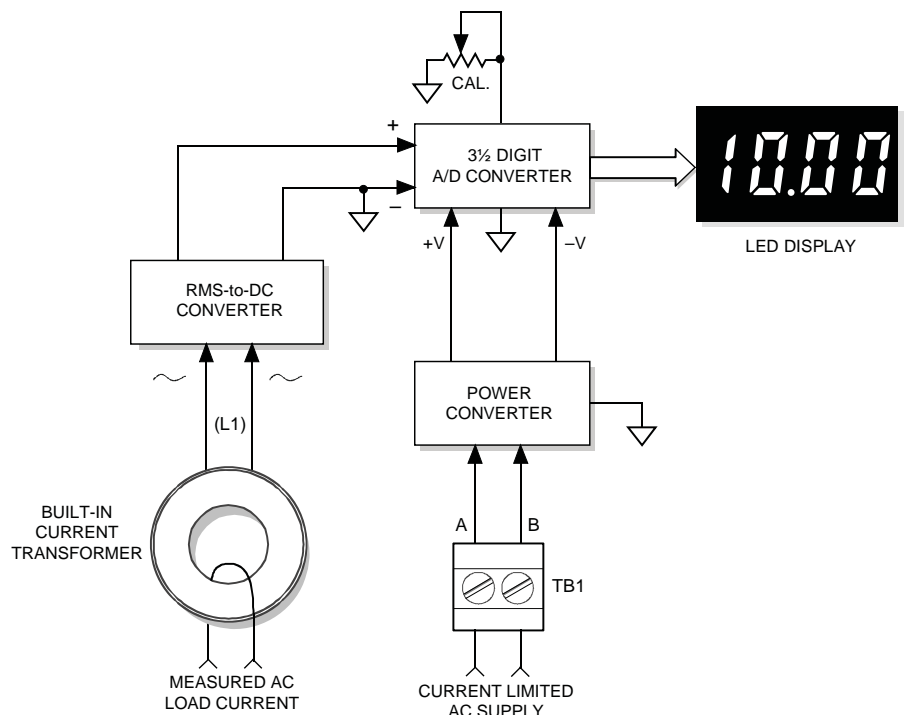 CAL.
+
3½ DIGIT
A/D CONVERTER
–
10.00
LED DISPLAY
+V
–V
RMS-to-DC
CONVERTER
POWER
CONVERTER
(L1)
BUILT-IN
CURRENT
TRANSFORMER
A
B
TB1
MEASURED AC
LOAD CURRENT
CURRENT LIMITED
AC SUPPLY